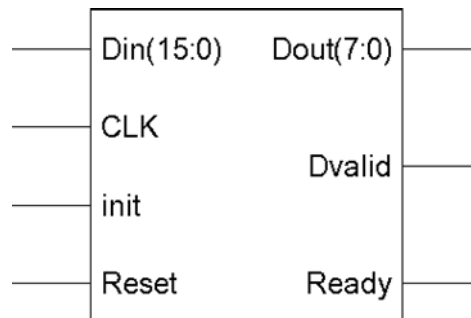 Din(15:0) Dout(7:0)
CLK
Dvalid
init
Reset Ready